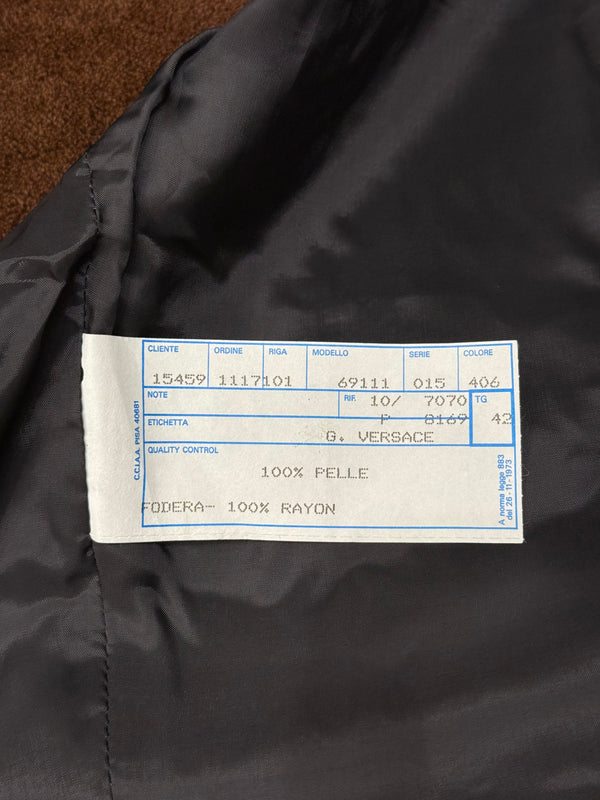 CLIENTE ORDINE RIGA MODELLO SERIE COLORE
15459 1117101 69111 015 406
NOTE RIF. 10/ 7070 TG
P 8169 42
ETICHETTA
G. VERSACE
QUALITY CONTROL
100% PELLE
FODERA- 100% RAYON
C.C.I.A.A. PISA 40681
A norma legge 883
del 26-11-1973